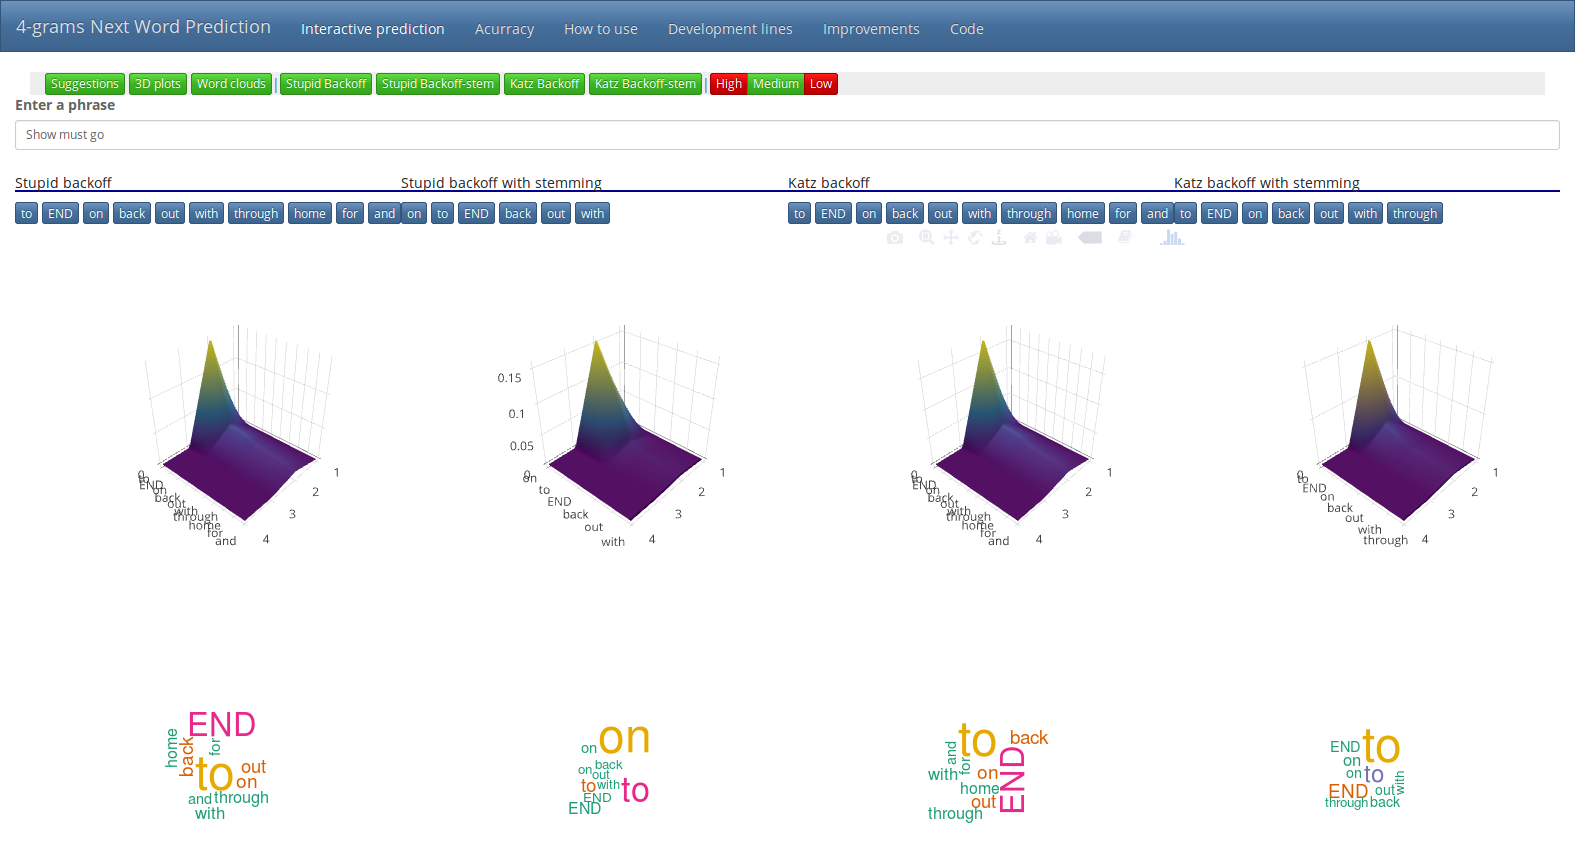 4-grams Next Word Prediction Interactive prediction Acurracy How to use Development lines Improvements Code
Suggestions 3D plots Word clouds | Stupid Backoff Stupid Backoff-stem Katz Backoff Katz Backoff-stem | High Medium Low
Enter a phrase
Show must go
Stupid backoff Stupid backoff with stemming Katz backoff Katz backoff with stemming
to END on back out with through home for and on to END back out with to END on back out with through home for and to END on back out with through
0
to
END
on
back
out
with
through
home
for
and
1
2
3
4
0.15
0.1
0.05
0
on
to
END
back
out
with
1
2
3
4
0
to
END
on
back
out
with
through
home
for
and
1
2
3
4
0
to
END
on
back
out
with
through
1
2
3
4
END
home
back
for
to
out
on
and through
with
on
on
back
on
out
to
with
to
END
END
to
back
and
for
with
on
END
home
out
through
to
END
on
on
to
END
out
with
through back